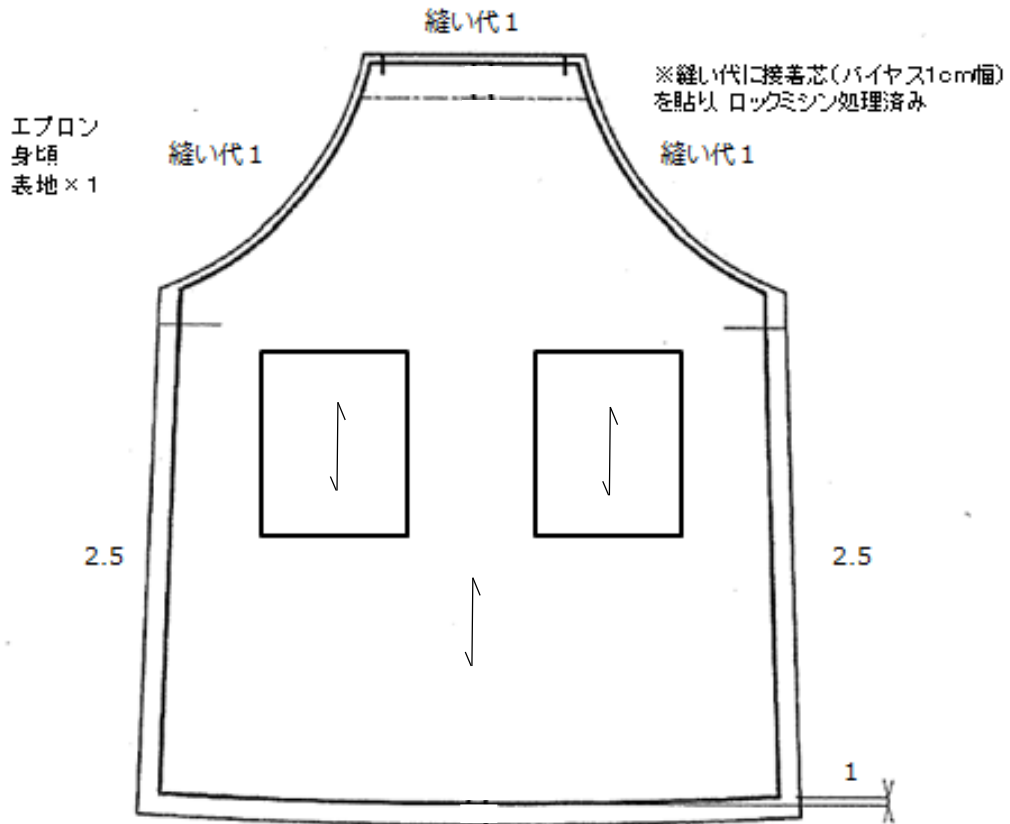 縫い代１
※縫い代に接着芯(バイヤス1cm幅)
を貼り、ロックミシン処理済み
エプロン
身頃
表地×１
縫い代１
縫い代１
2.5
2.5
1